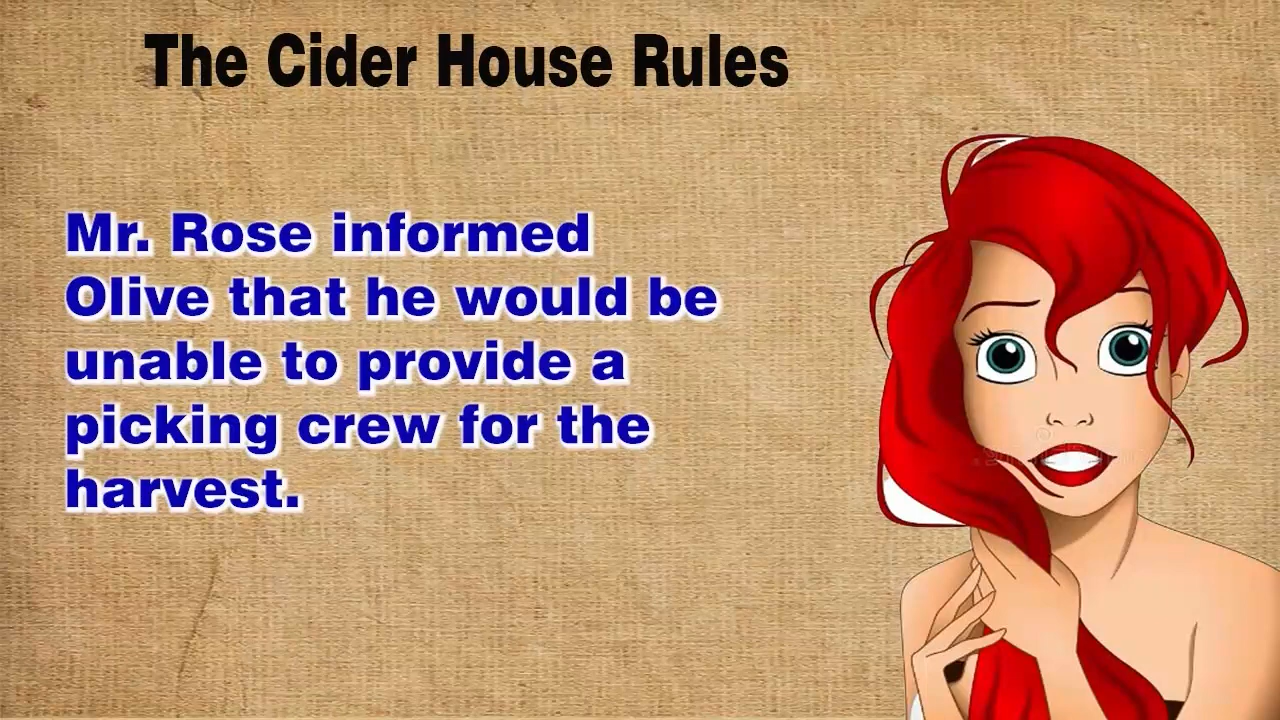 The Cider House Rules
Mr. Rose informed
Olive that he would be
unable to provide a
picking crew for the
harvest.